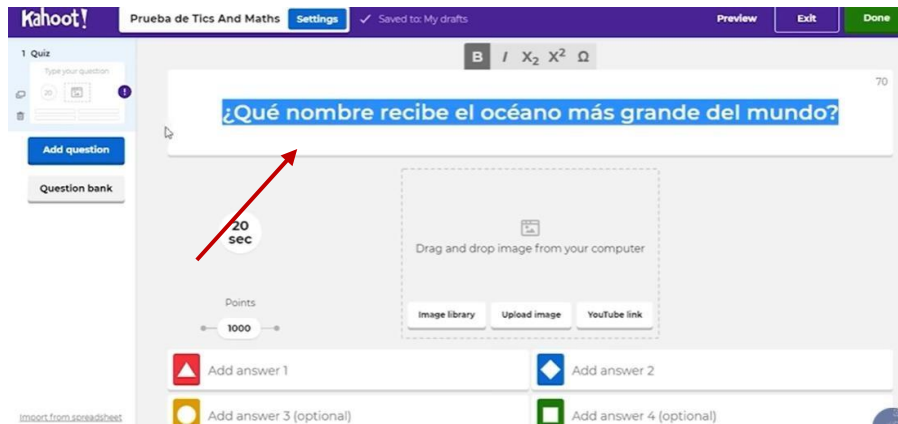 Kahoot! Prueba de Tics And Maths Settings ✓ Saved to: My drafts Preview Exit Done
1 Quiz
Type your question
20
Add question
Question bank
Import from spreadsheet
B I X₂ X² Ω
70
¿Qué nombre recibe el océano más grande del mundo?
20
sec
Drag and drop image from your computer
Image library Upload image YouTube link
Points
1000
Add answer 1
Add answer 2
Add answer 3 (optional)
Add answer 4 (optional)